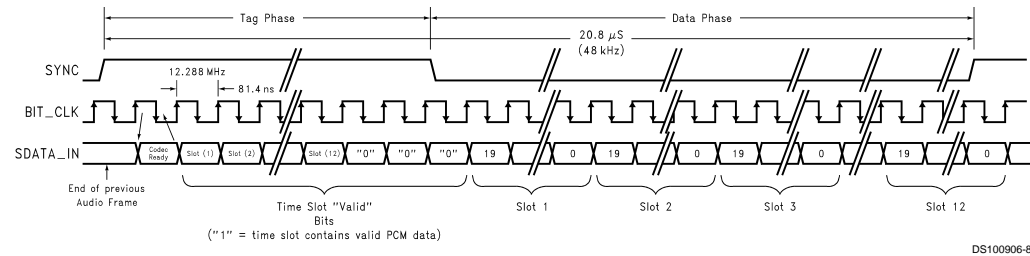 Tag Phase
Data Phase
20.8 μS
(48 kHz)
SYNC
12.288 MHz
81.4 ns
BIT_CLK
SDATA_IN
Codec
Ready
Slot (1)
Slot (2)
Slot (12)
"0"
"0"
"0"
19
0
19
0
19
0
19
0
End of previous
Audio Frame
Time Slot "Valid"
Bits
("1" = time slot contains valid PCM data)
Slot 1
Slot 2
Slot 3
Slot 12
DS100906-8